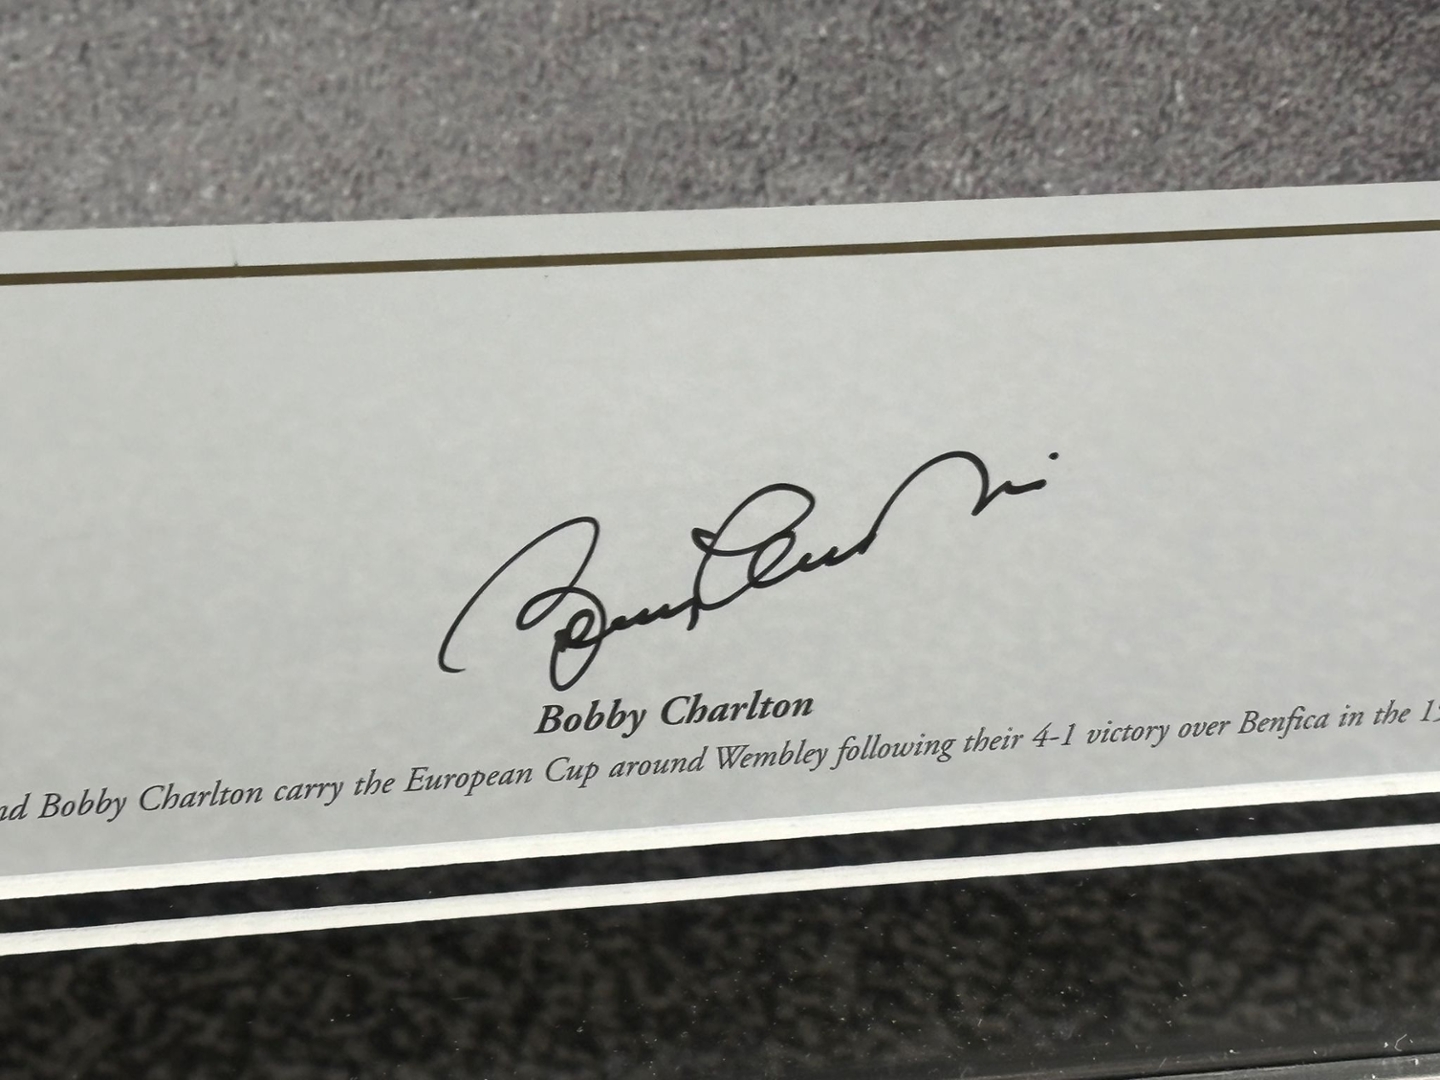 Bobby Charlton
Bobby Charlton
Bobby Charlton carry the European Cup around Wembley following their 4-1 victory over Benfica in the